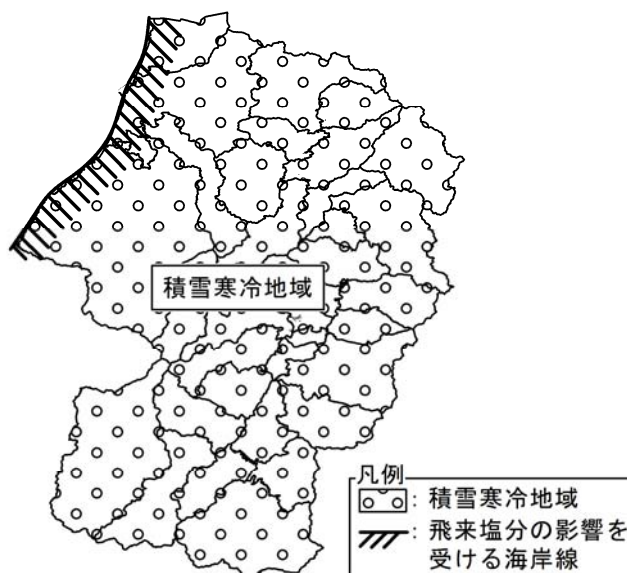 積雪寒冷地域
凡例
: 積雪寒冷地域
: 飛来塩分の影響を
受ける海岸線